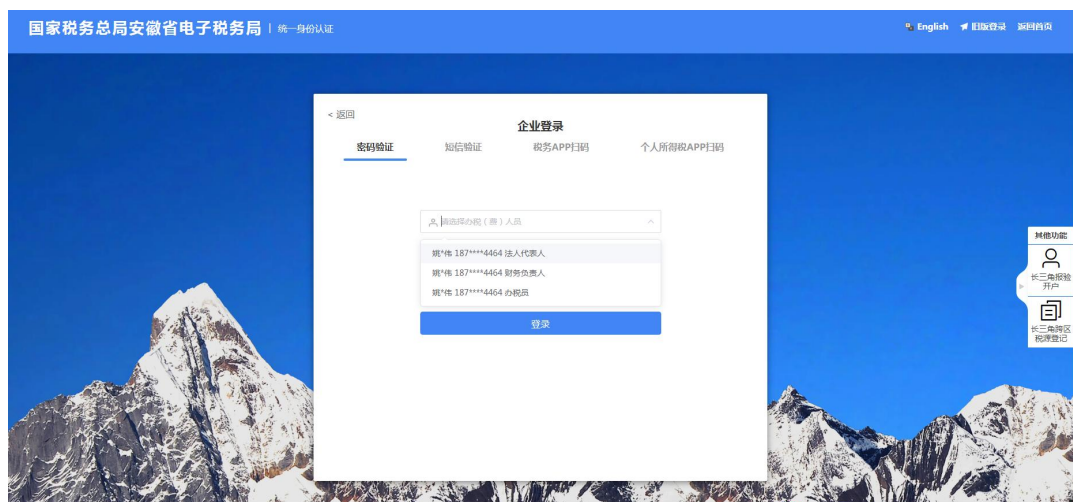 国家税务总局安徽省电子税务局 | 统一身份认证
English 旧版登录 返回首页
< 返回
企业登录
密码验证 短信验证 税务APP扫码 个人所得税APP扫码
请选择办税（费）人员
姚*伟 187****4464 法人代表人
姚*伟 187****4464 财务负责人
姚*伟 187****4464 办税员
登录
其他功能
长三角报验
开户
长三角跨区
税源登记